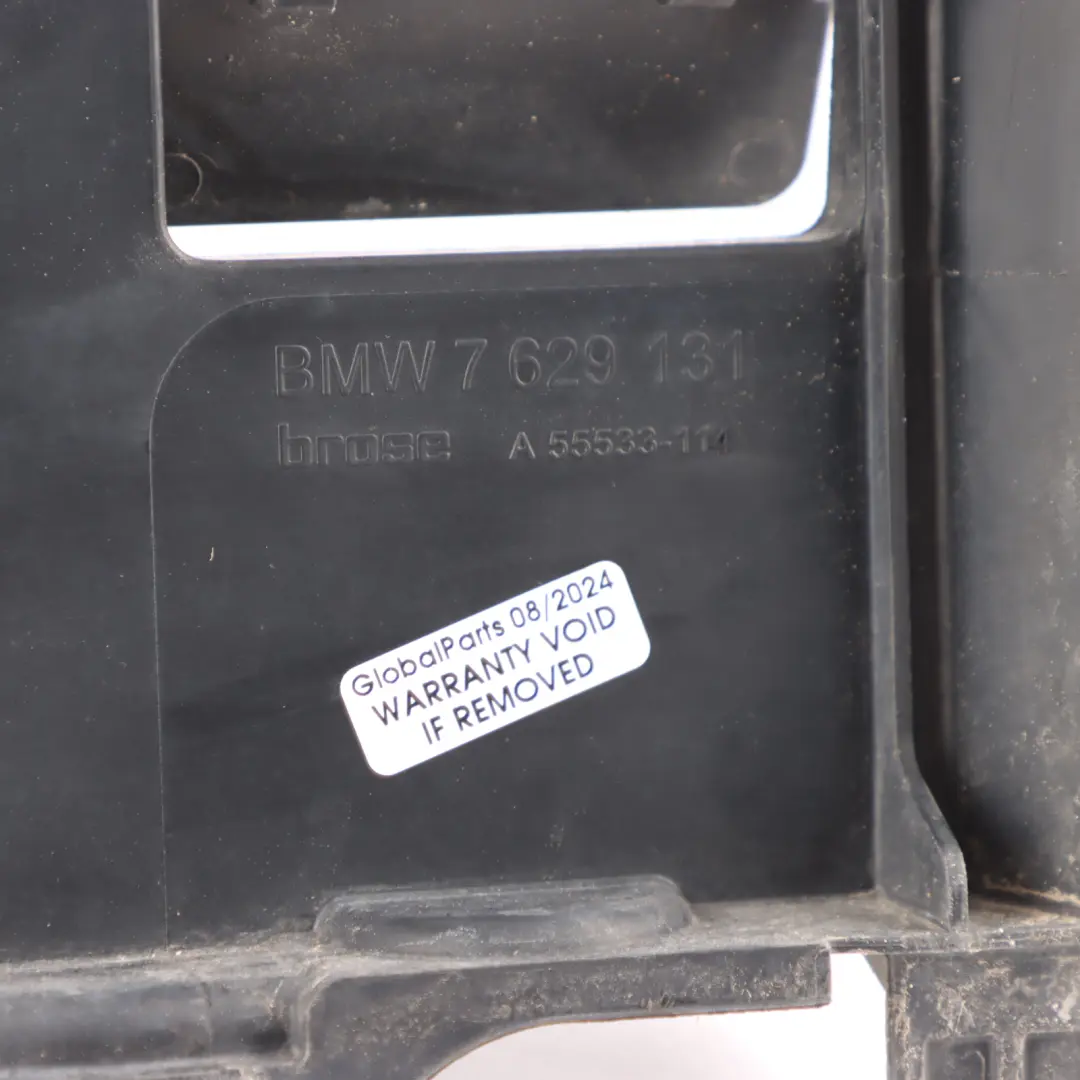 BMW 7 629 131
brose A 55533-114
GlobalParts 08/2024
WARRANTY VOID
IF REMOVED